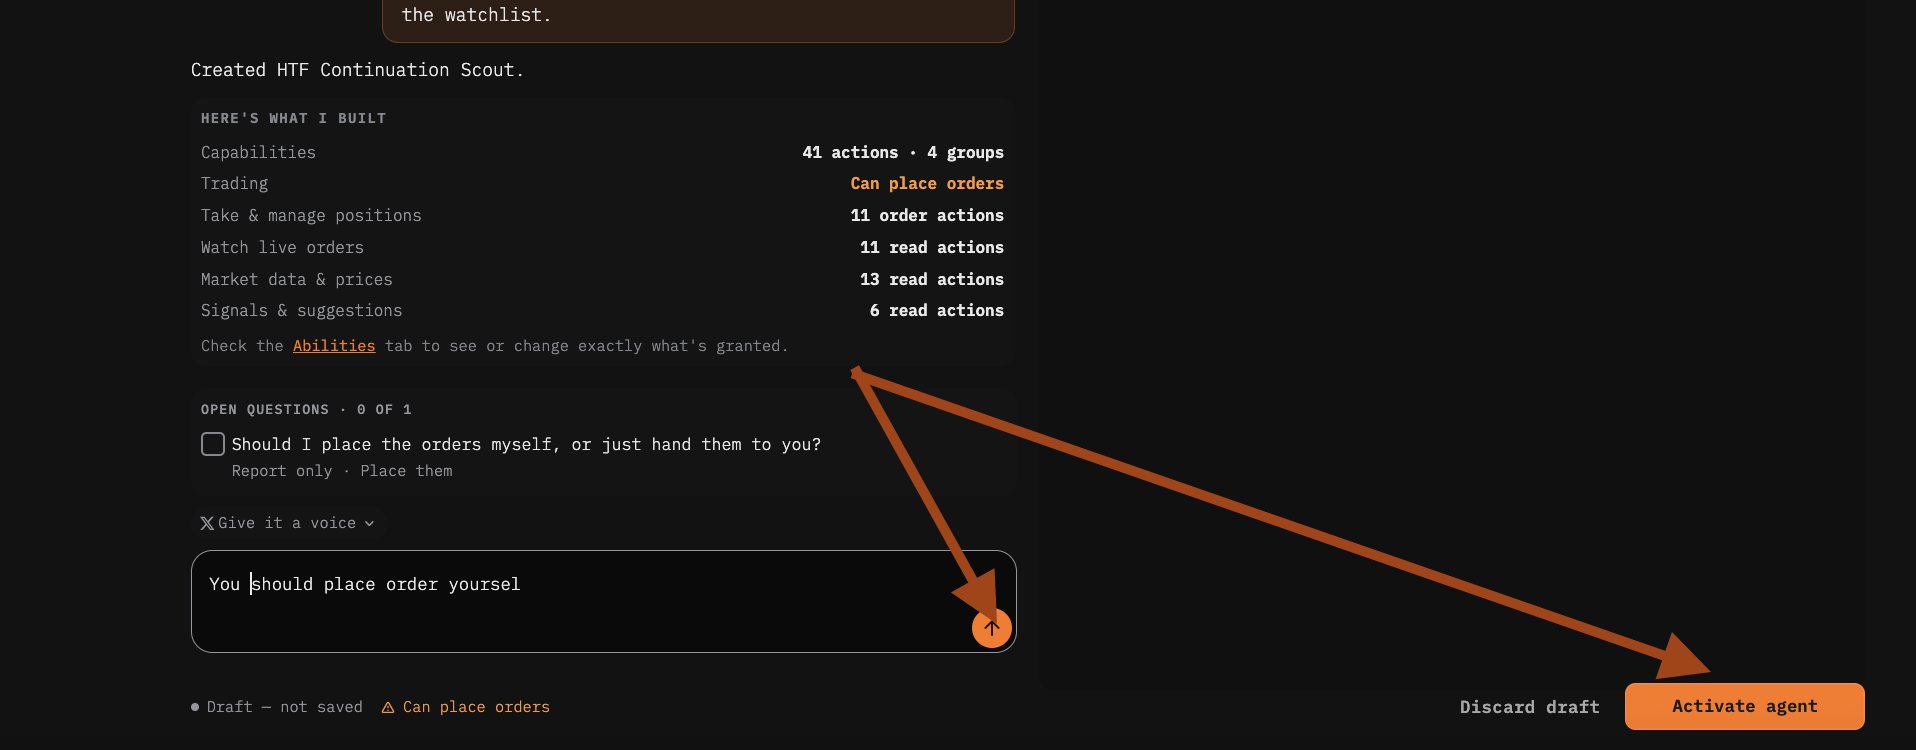 the watchlist.
Created HTF Continuation Scout.
HERE'S WHAT I BUILT
Capabilities 41 actions · 4 groups
Trading Can place orders
Take & manage positions 11 order actions
Watch live orders 11 read actions
Market data & prices 13 read actions
Signals & suggestions 6 read actions
Check the Abilities tab to see or change exactly what's granted.
OPEN QUESTIONS · 0 OF 1
Should I place the orders myself, or just hand them to you?
Report only · Place them
Give it a voice
You should place order yoursel
Draft — not saved Can place orders Discard draft Activate agent